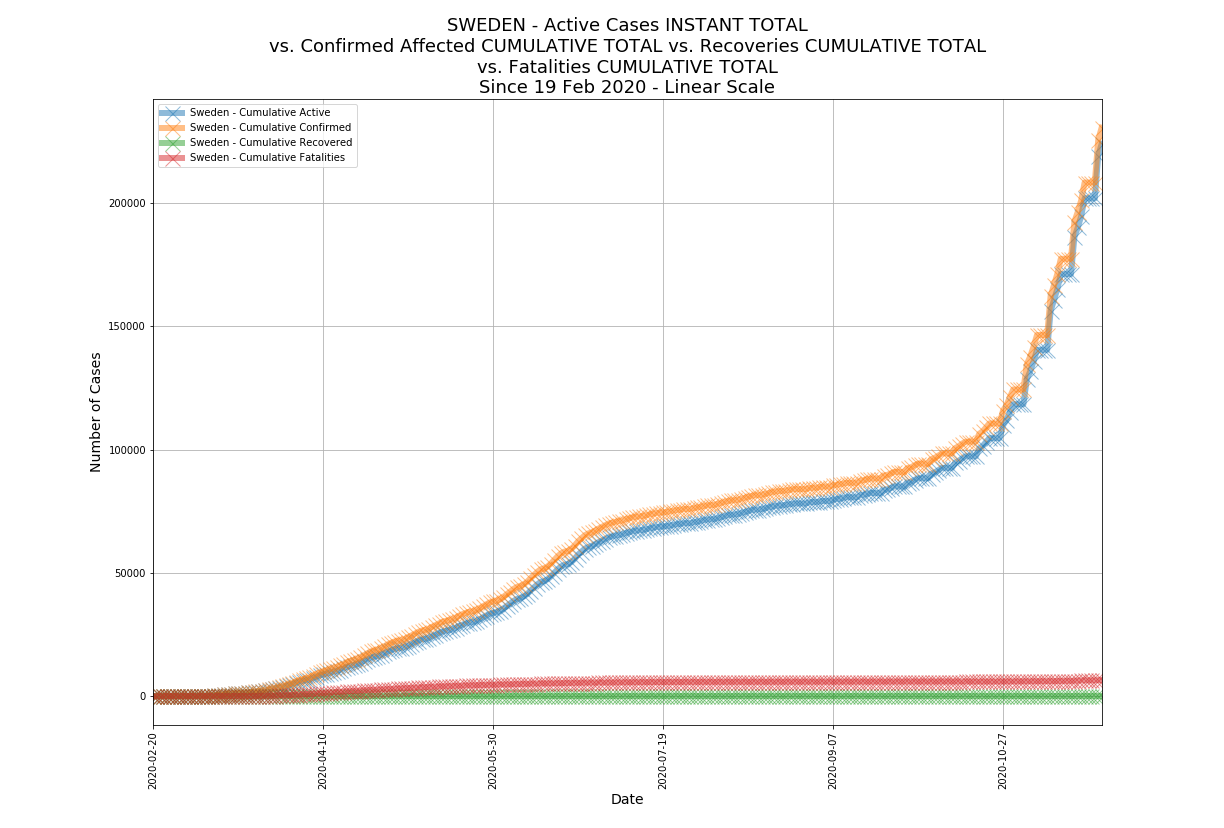 SWEDEN - Active Cases INSTANT TOTAL
vs. Confirmed Affected CUMULATIVE TOTAL vs. Recoveries CUMULATIVE TOTAL
vs. Fatalities CUMULATIVE TOTAL
Since 19 Feb 2020 - Linear Scale
Sweden - Cumulative Active
Sweden - Cumulative Confirmed
Sweden - Cumulative Recovered
Sweden - Cumulative Fatalities
200000
150000
100000
50000
0
Number of Cases
2020-02-20
2020-04-10
2020-05-30
2020-07-19
2020-09-07
2020-10-27
Date